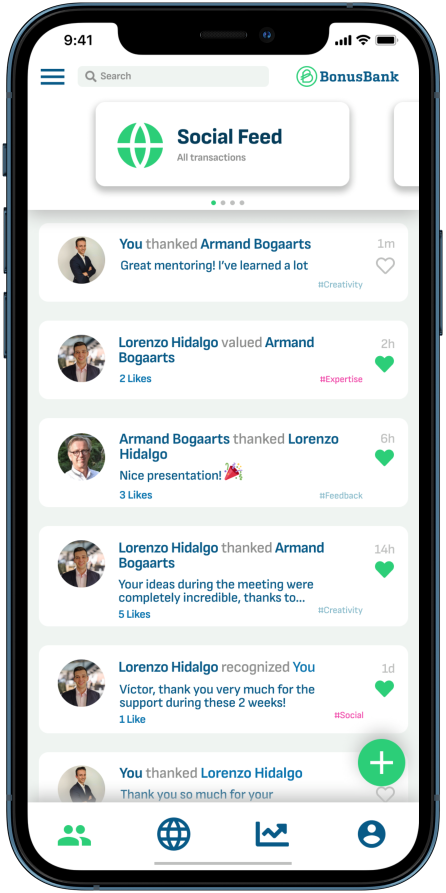 9:41
Search
BonusBank
Social Feed
All transactions
You thanked Armand Bogaarts
1m
Great mentoring! I've learned a lot
#Creativity
Lorenzo Hidalgo valued Armand
Bogaarts
2h
2 Likes
#Expertise
Armand Bogaarts thanked Lorenzo
Hidalgo
6h
Nice presentation! 🎉
3 Likes
#Feedback
Lorenzo Hidalgo thanked Armand
Bogaarts
14h
Your ideas during the meeting were
completely incredible, thanks to...
5 Likes
#Creativity
Lorenzo Hidalgo recognized You
1d
Víctor, thank you very much for the
support during these 2 weeks!
1 Like
#Social
You thanked Lorenzo Hidalgo
Thank you so much for your